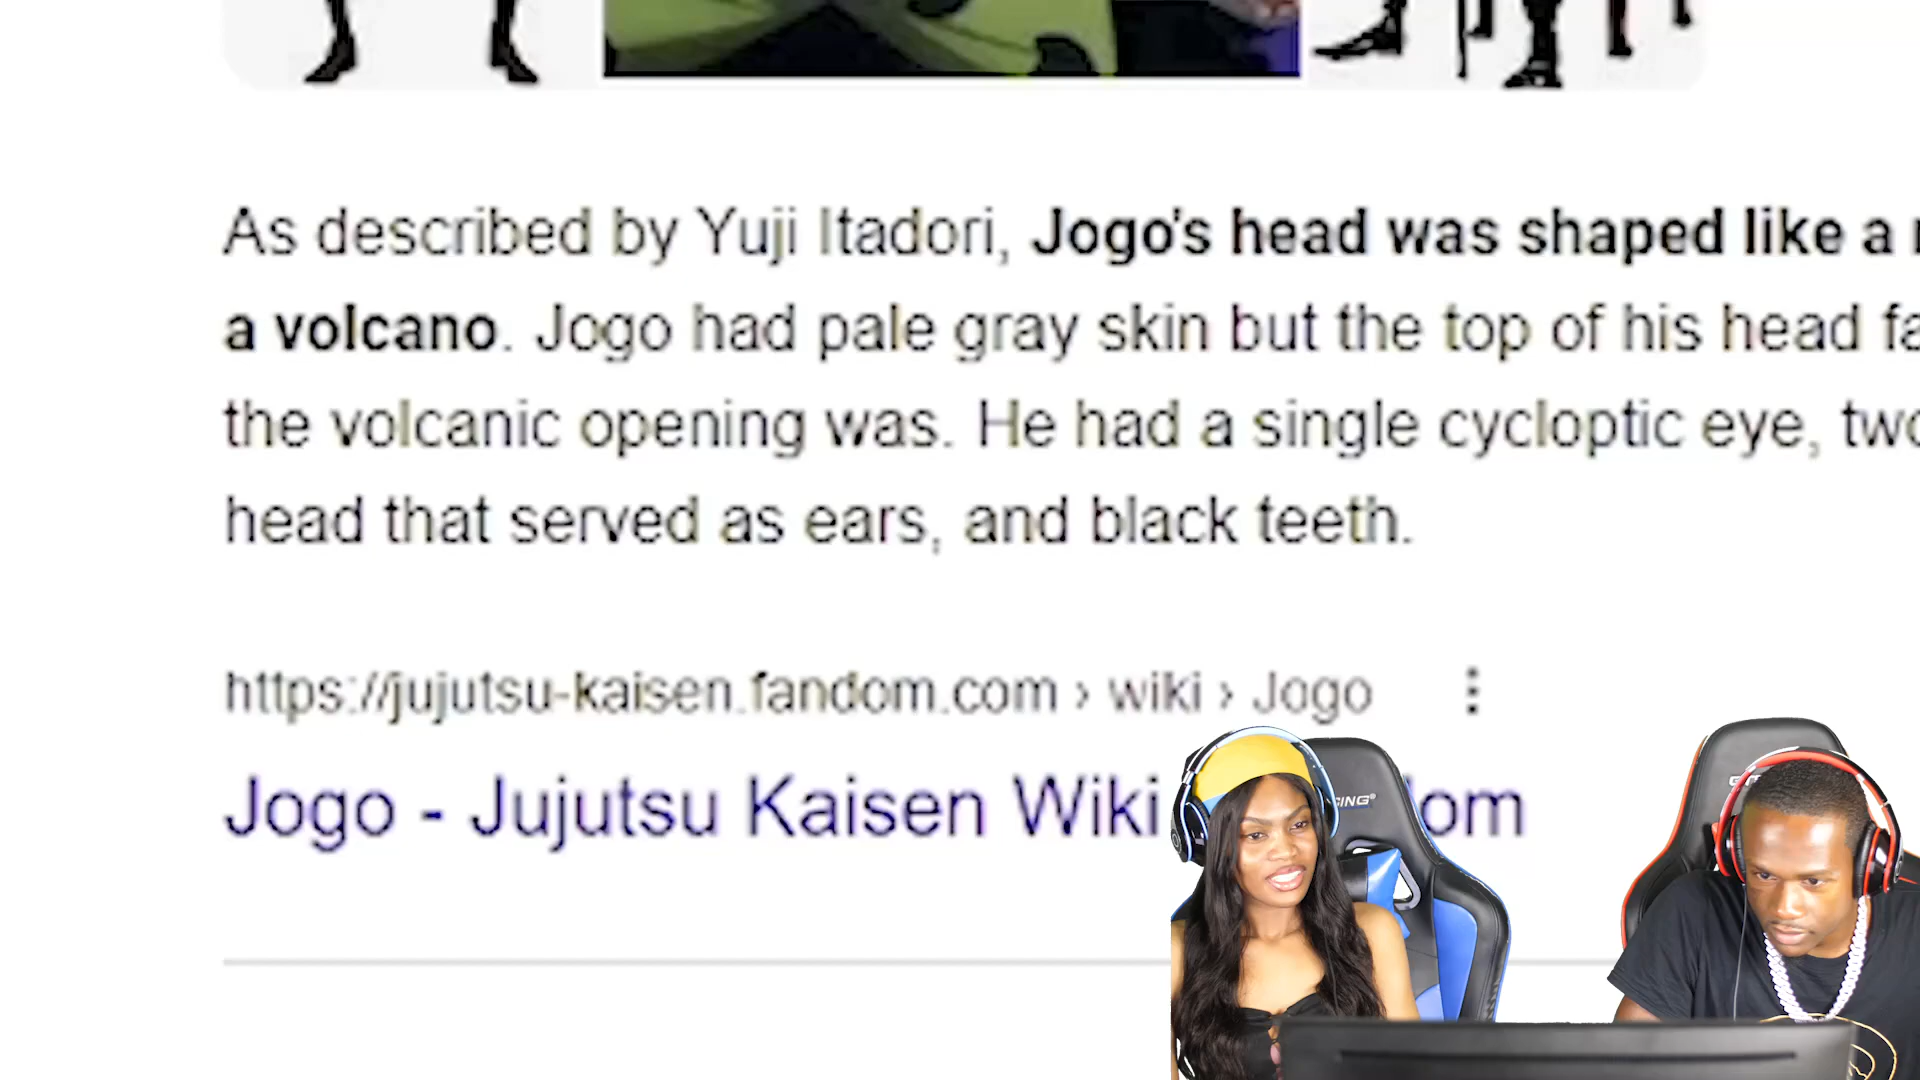 As described by Yuji Itadori, Jogo's head was shaped like a
a volcano. Jogo had pale gray skin but the top of his head
the volcanic opening was. He had a single cycloptic eye,
head that served as ears, and black teeth.
https://jujutsu-kaisen.fandom.com › wiki › Jogo
Jogo - Jujutsu Kaisen Wiki